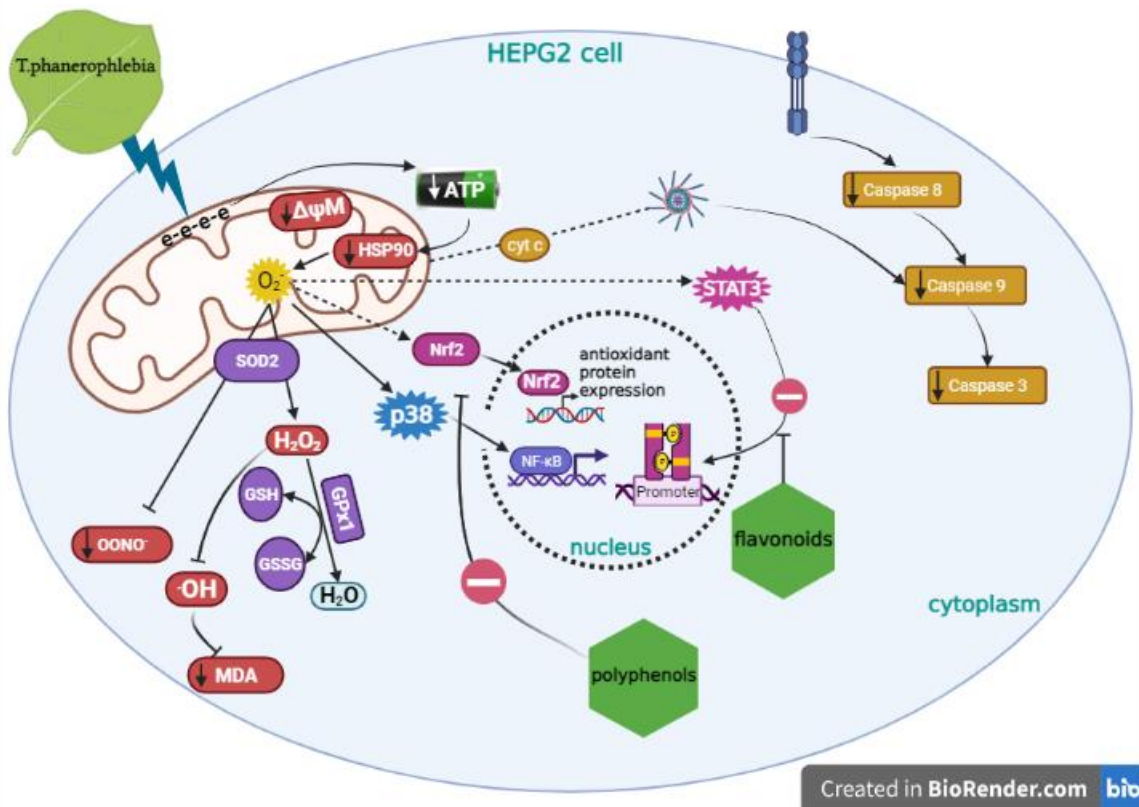 HEPG2 cell
T.phanerophlebia
e-e-e-e
↓ATP
↓ΔψM
↓HSP90
cyt c
↓Caspase 8
↓Caspase 9
↓Caspase 3
O₂⁻
STAT3
SOD2
Nrf2
Nrf2
antioxidant
protein
expression
p38
NF-κB
Promoter
H₂O₂
GSH
GPx1
GSSG
↓OONO⁻
·OH
H₂O
↓MDA
nucleus
flavonoids
polyphenols
cytoplasm
Created in BioRender.com
bio